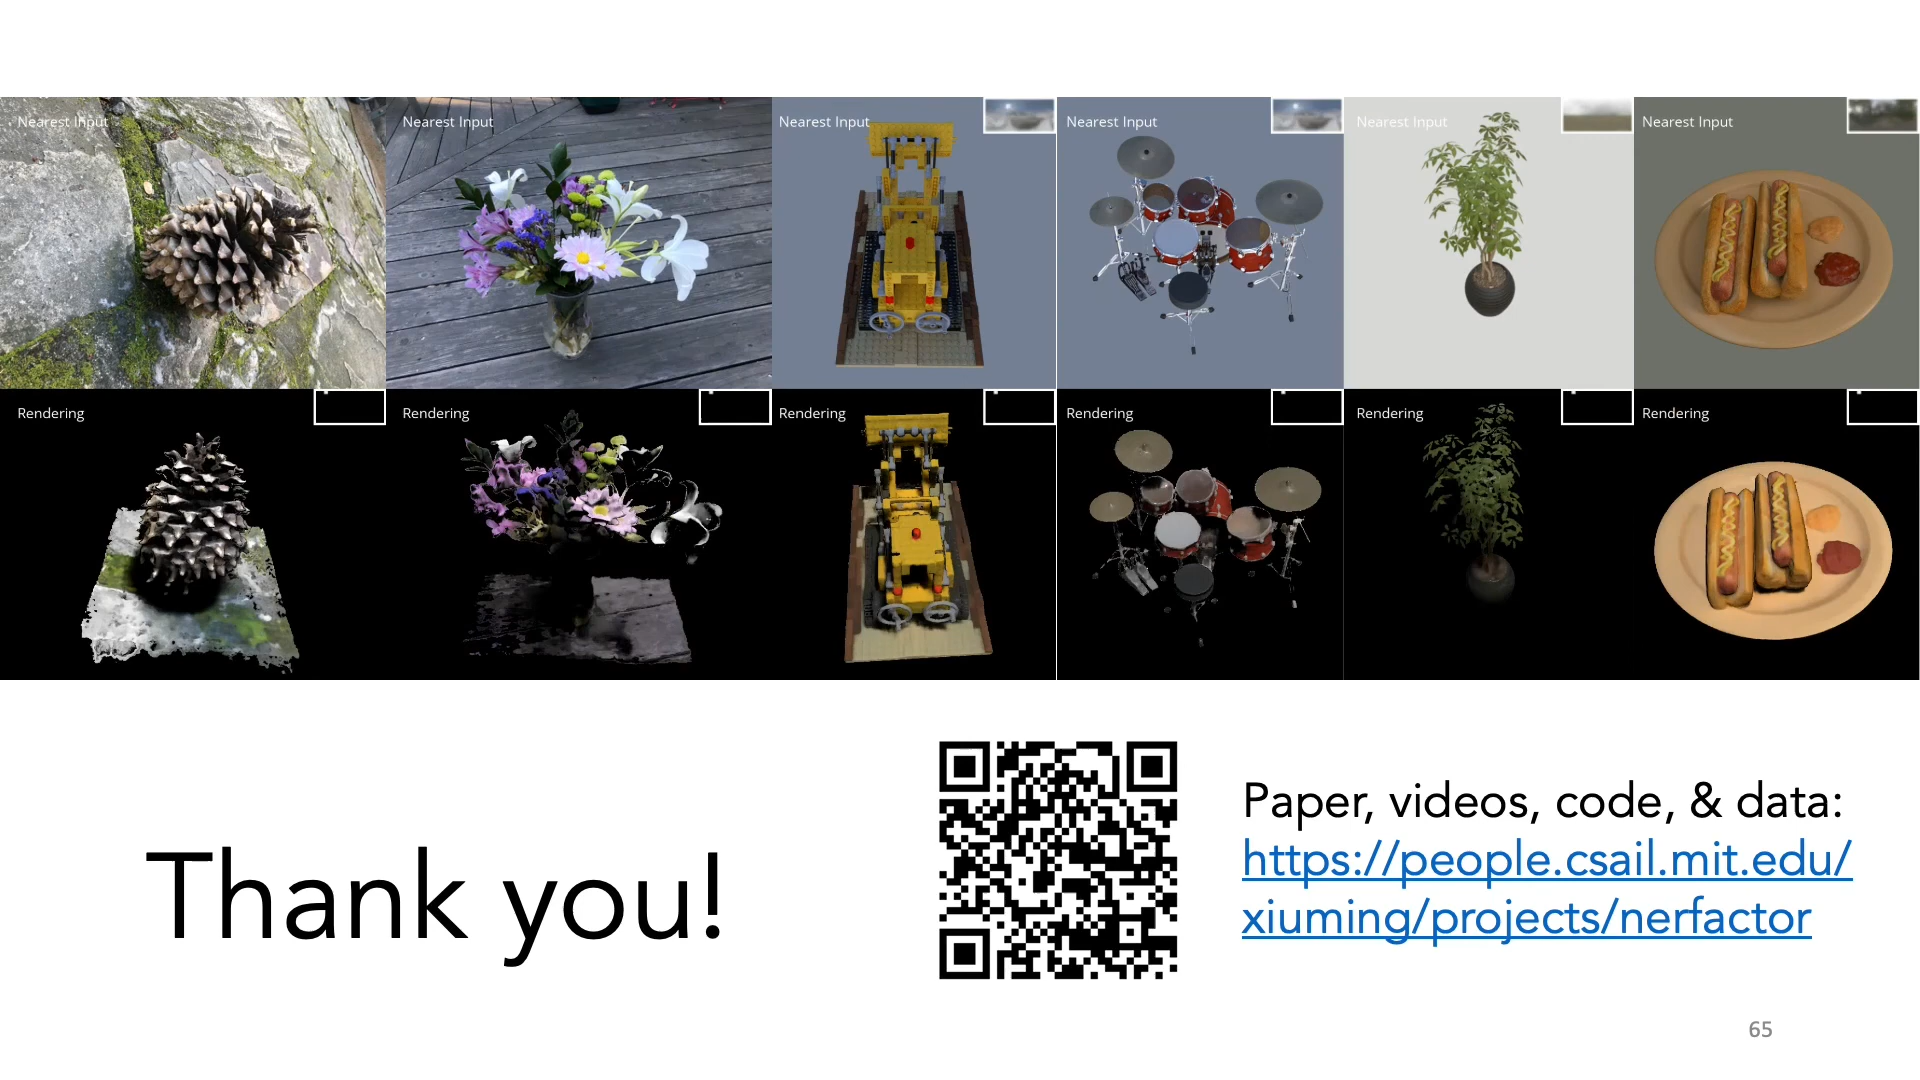 Nearest Input
Nearest Input
Nearest Input
Nearest Input
Nearest Input
Nearest Input
Rendering
Rendering
Rendering
Rendering
Rendering
Rendering
Thank you!
Paper, videos, code, & data:
https://people.csail.mit.edu/
xiuming/projects/nerfactor
65